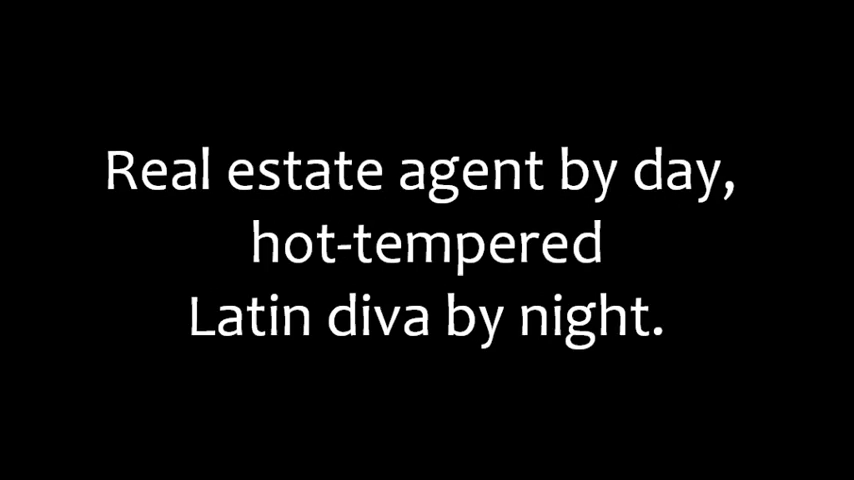 Real estate agent by day,
hot-tempered
Latin diva by night.